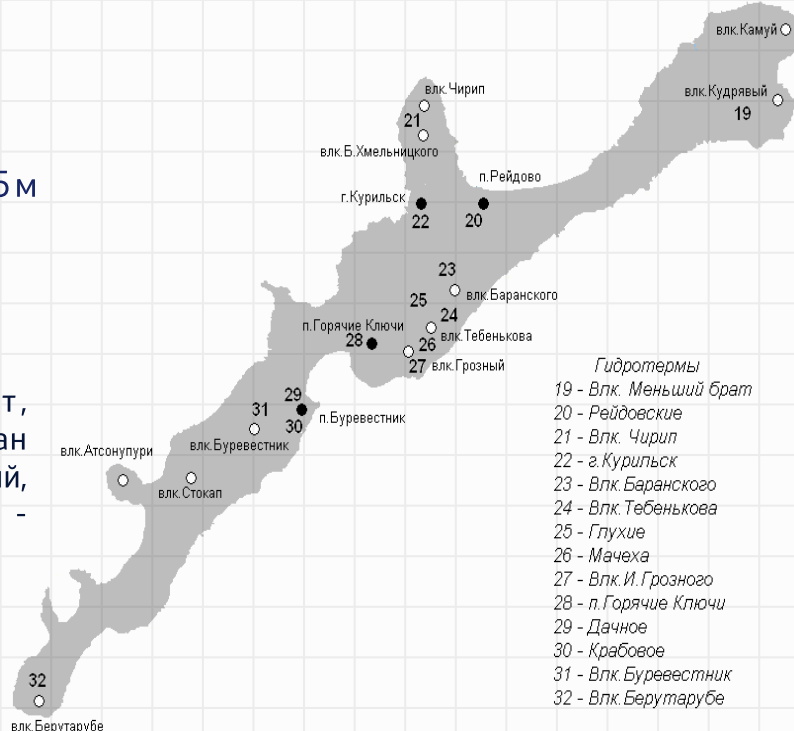 влк.Камуй
влк.Кудрявый
19
влк.Чирип
21
влк.Б.Хмельницкого
п.Рейдово
г.Курильск
22
20
5м
23
влк.Баранского
25
24
влк.Тебенькова
п.Горячие Ключи
28
26
27
влк.Грозный
29
30
п.Буревестник
31
влк.Буревестник
влк.Атсонупури
влк.Стокап
т,
ан
ий,
-
32
влк.Берутарубе
Гидротермы
19 - Влк. Меньший брат
20 - Рейдовские
21 - Влк. Чирип
22 - г.Курильск
23 - Влк.Баранского
24 - Влк.Тебенькова
25 - Глухие
26 - Мачеха
27 - Влк.И.Грозного
28 - п.Горячие Ключи
29 - Дачное
30 - Крабовое
31 - Влк.Буревестник
32 - Влк.Берутарубе